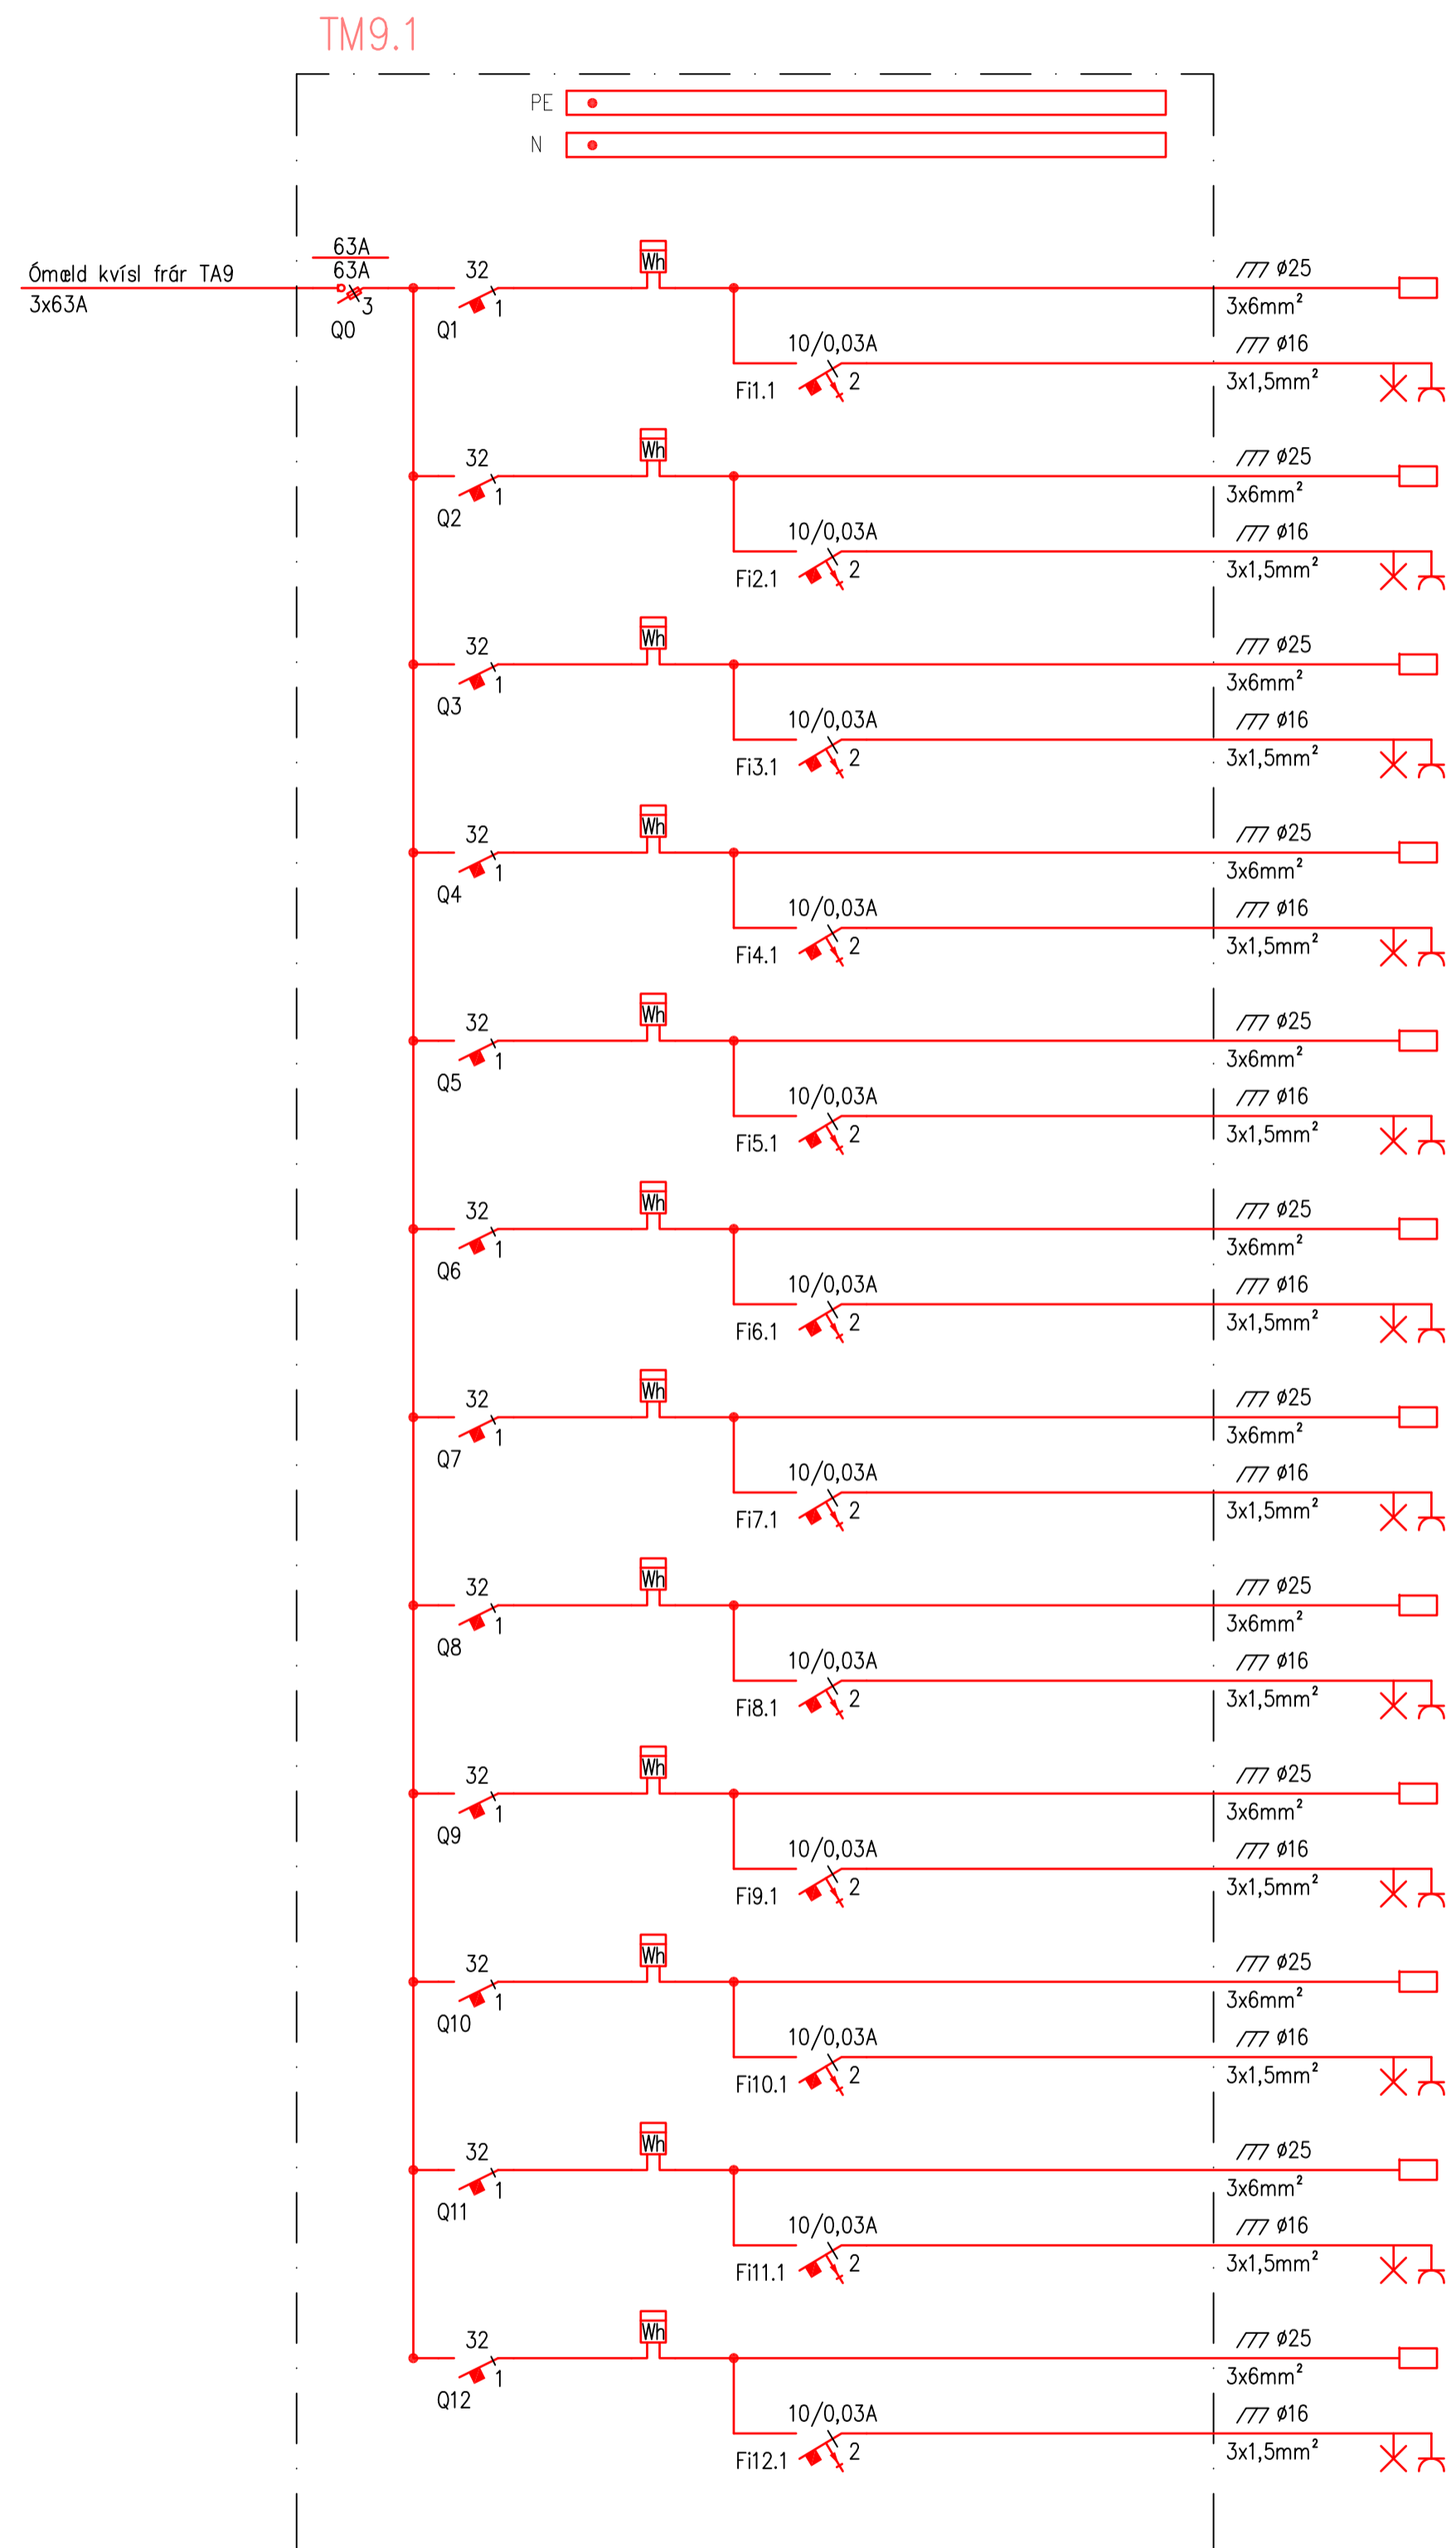 TM9.1
PE
N
63A
Ómæld kvísl frár TA9
63A
3x63A
3
Q0
32
1
Q1
Wh
ø25
3x6mm²
10/0,03A
Fi1.1
2
ø16
3x1,5mm²
32
1
Q2
Wh
ø25
3x6mm²
10/0,03A
Fi2.1
2
ø16
3x1,5mm²
32
1
Q3
Wh
ø25
3x6mm²
10/0,03A
Fi3.1
2
ø16
3x1,5mm²
32
1
Q4
Wh
ø25
3x6mm²
10/0,03A
Fi4.1
2
ø16
3x1,5mm²
32
1
Q5
Wh
ø25
3x6mm²
10/0,03A
Fi5.1
2
ø16
3x1,5mm²
32
1
Q6
Wh
ø25
3x6mm²
10/0,03A
Fi6.1
2
ø16
3x1,5mm²
32
1
Q7
Wh
ø25
3x6mm²
10/0,03A
Fi7.1
2
ø16
3x1,5mm²
32
1
Q8
Wh
ø25
3x6mm²
10/0,03A
Fi8.1
2
ø16
3x1,5mm²
32
1
Q9
Wh
ø25
3x6mm²
10/0,03A
Fi9.1
2
ø16
3x1,5mm²
32
1
Q10
Wh
ø25
3x6mm²
10/0,03A
Fi10.1
2
ø16
3x1,5mm²
32
1
Q11
Wh
ø25
3x6mm²
10/0,03A
Fi11.1
2
ø16
3x1,5mm²
32
1
Q12
Wh
ø25
3x6mm²
10/0,03A
Fi12.1
2
ø16
3x1,5mm²